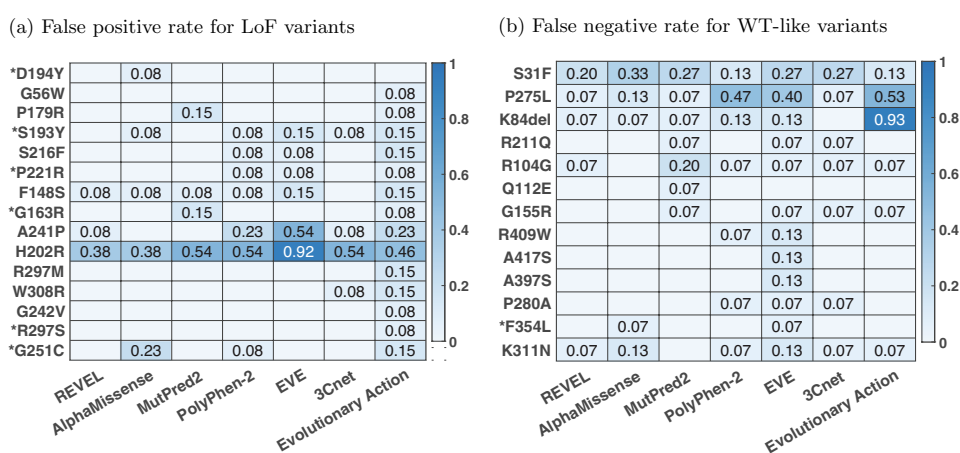 (a) False positive rate for LoF variants
*D194Y 0.08
G56W 0.08
P179R 0.15 0.08
*S193Y 0.08 0.08 0.15 0.08 0.15
S216F 0.08 0.08 0.15
*P221R 0.08 0.08 0.08
F148S 0.08 0.08 0.08 0.08 0.15 0.15
*G163R 0.15 0.08
A241P 0.08 0.23 0.54 0.08 0.23
H202R 0.38 0.38 0.54 0.54 0.92 0.54 0.46
R297M 0.15
W308R 0.08 0.15
G242V 0.08
*R297S 0.08
*G251C 0.23 0.08 0.15
REVEL
AlphaMissense
MutPred2
PolyPhen-2
EVE
3Cnet
Evolutionary Action
1
0.8
0.6
0.4
0.2
0
(b) False negative rate for WT-like variants
S31F 0.20 0.33 0.27 0.13 0.27 0.27 0.13
P275L 0.07 0.13 0.07 0.47 0.40 0.07 0.53
K84del 0.07 0.07 0.07 0.13 0.13 0.93
R211Q 0.07 0.07 0.07
R104G 0.07 0.20 0.07 0.07 0.07 0.07
Q112E 0.07
G155R 0.07 0.07 0.07 0.07
R409W 0.07 0.13
A417S 0.13
A397S 0.13
P280A 0.07 0.07 0.07
*F354L 0.07 0.07
K311N 0.07 0.13 0.07 0.13 0.07 0.07
REVEL
AlphaMissense
MutPred2
PolyPhen-2
EVE
3Cnet
Evolutionary Action
1
0.8
0.6
0.4
0.2
0